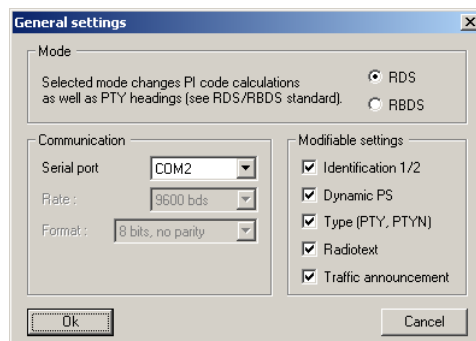 General settings
Mode
Selected mode changes PI code calculations
as well as PTY headings (see RDS/RBDS standard).
RDS
RBDS
Communication
Serial port COM2
Rate : 9600 bds
Format : 8 bits, no parity
Modifiable settings
Identification 1/2
Dynamic PS
Type (PTY, PTYN)
Radiotext
Traffic announcement
Ok
Cancel